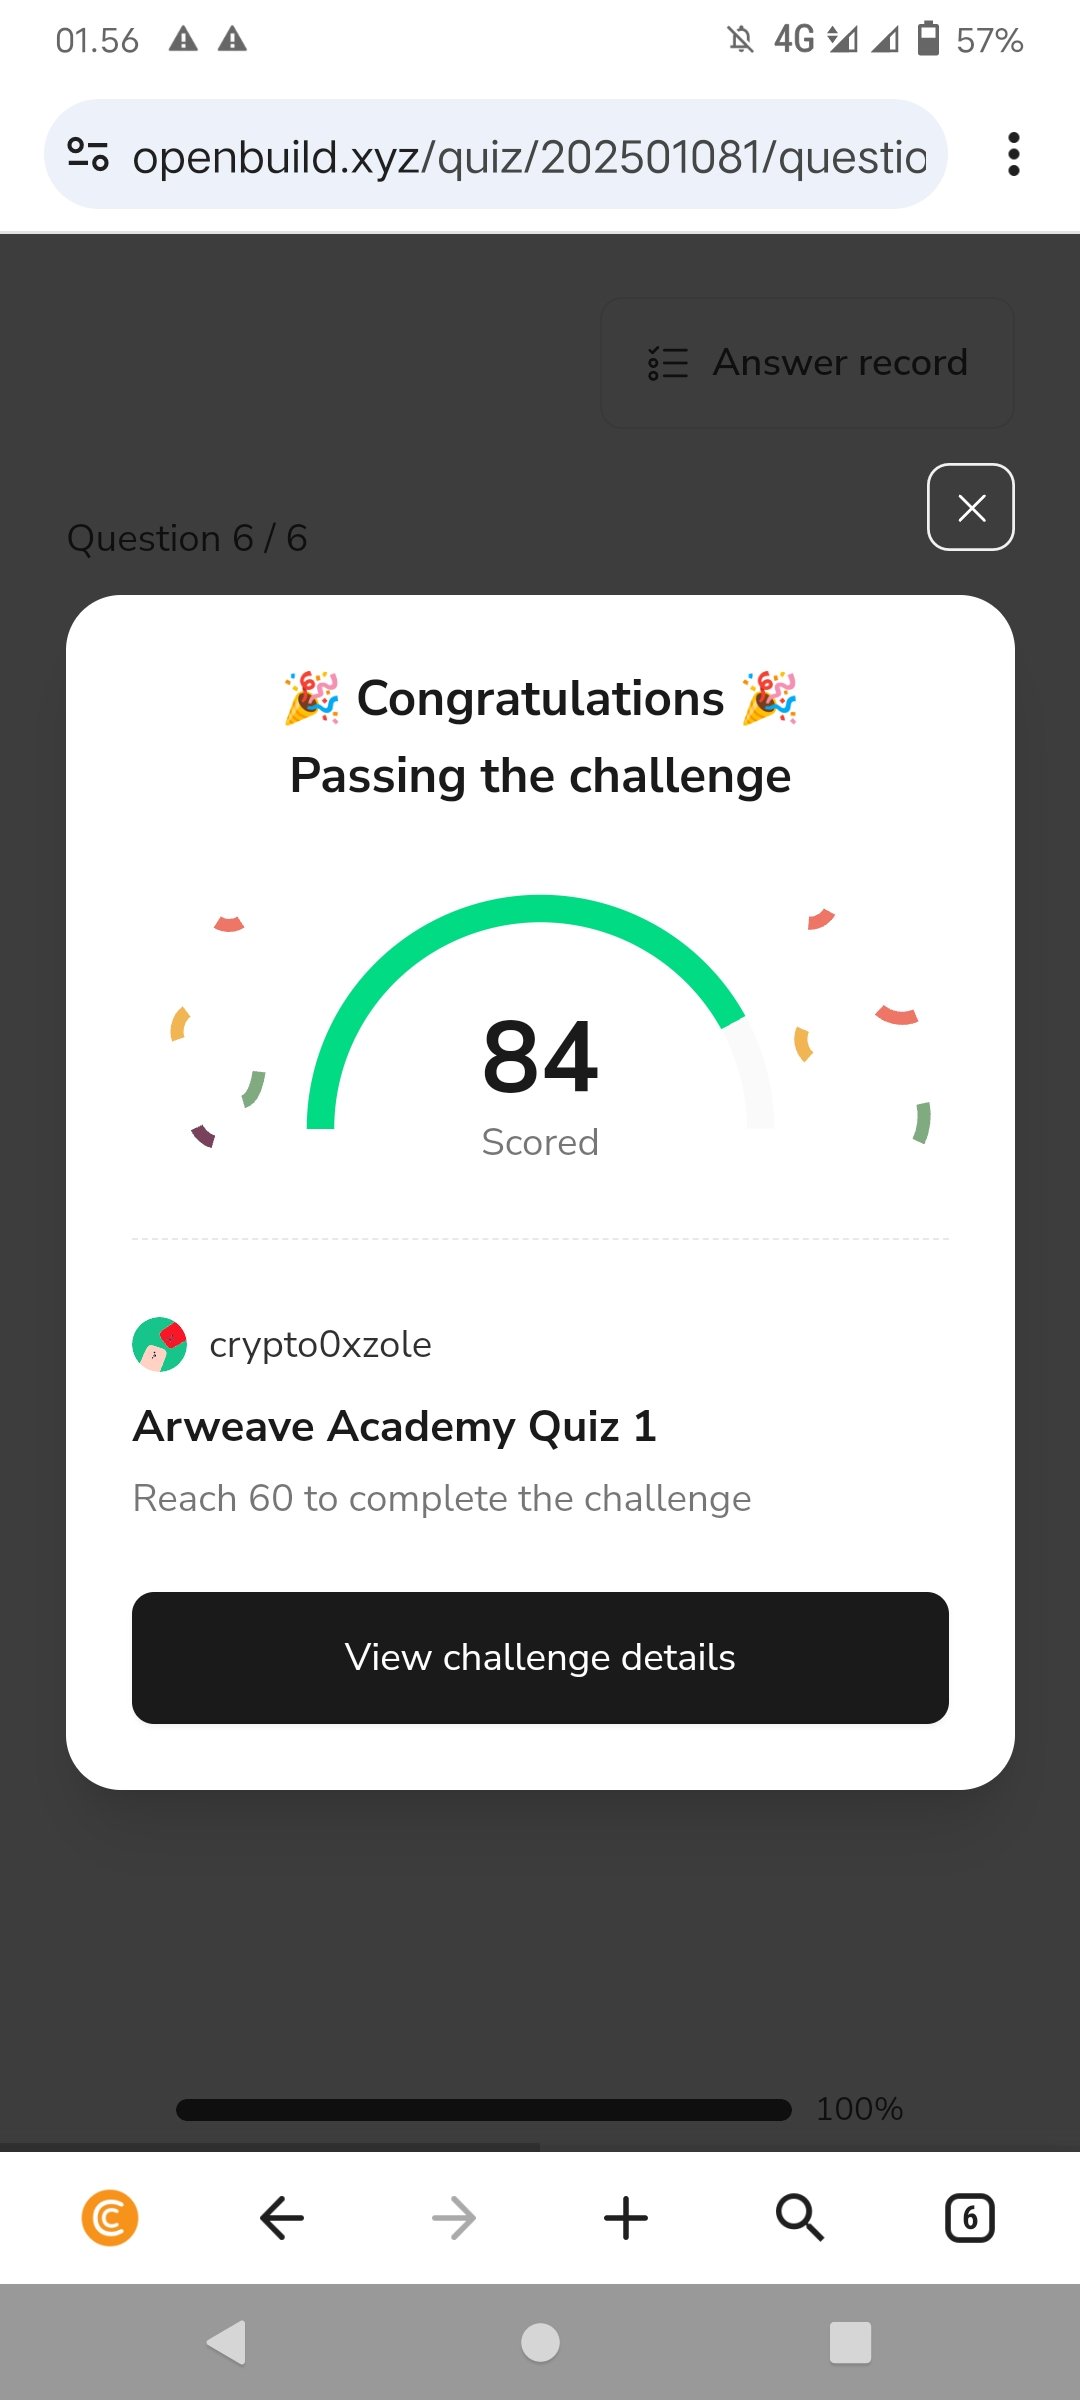 01.56
4G
57%
openbuild.xyz/quiz/202501081/questio
Answer record
Question 6 / 6
🎉 Congratulations 🎉
Passing the challenge
84
Scored
crypto0xzole
Arweave Academy Quiz 1
Reach 60 to complete the challenge
View challenge details
100%
6